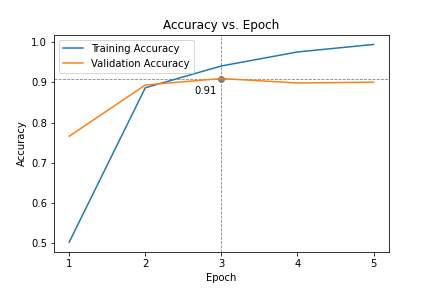 Accuracy vs. Epoch
1.0
Training Accuracy
Validation Accuracy
0.9
0.91
0.8
Accuracy
0.7
0.6
0.5
1 2 3 4 5
Epoch